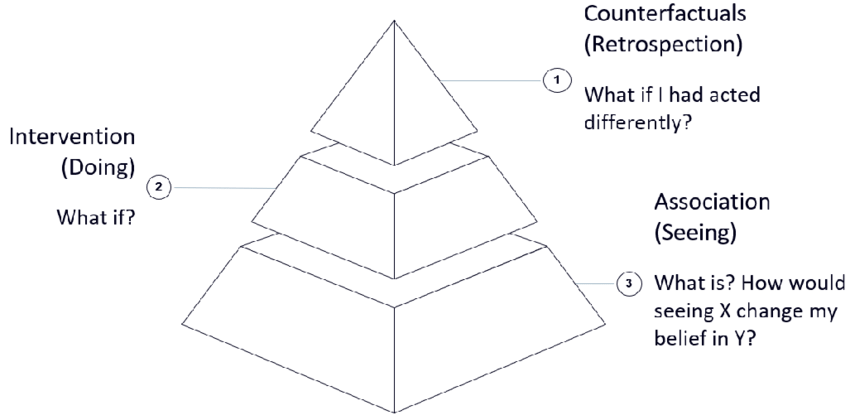 Counterfactuals
(Retrospection)
1
What if I had acted
differently?
Intervention
(Doing)
2
What if?
Association
(Seeing)
3
What is? How would
seeing X change my
belief in Y?